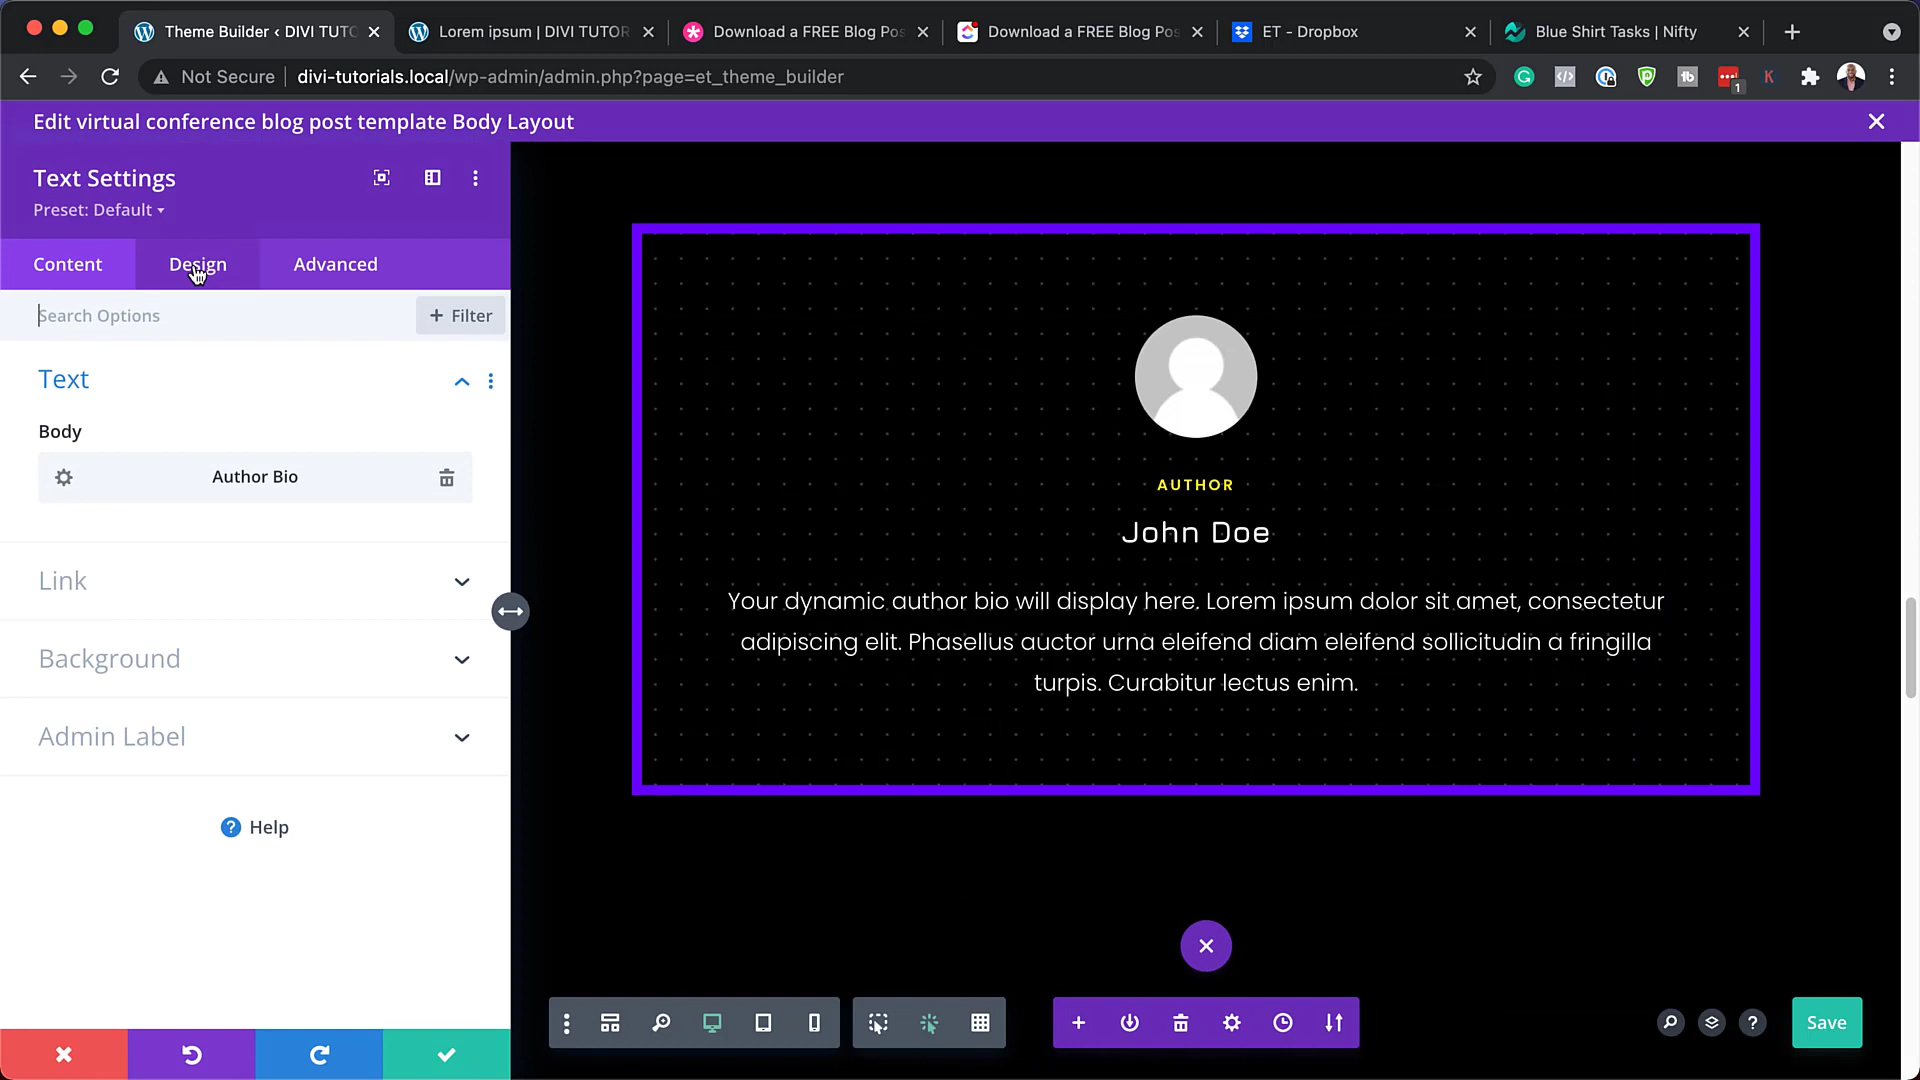 Theme Builder ‹ DIVI TUTO
Lorem ipsum | DIVI TUTOR
Download a FREE Blog Pos
Download a FREE Blog Pos
ET - Dropbox
Blue Shirt Tasks | Nifty
Not Secure
divi-tutorials.local/wp-admin/admin.php?page=et_theme_builder
1
Edit virtual conference blog post template Body Layout
Text Settings
Preset: Default
Content
Design
Advanced
Search Options
+ Filter
Text
Body
Author Bio
Link
Background
Admin Label
? Help
AUTHOR
John Doe
Your dynamic author bio will display here. Lorem ipsum dolor sit amet, consectetur
adipiscing elit. Phasellus auctor urna eleifend diam eleifend sollicitudin a fringilla
turpis. Curabitur lectus enim.
Save